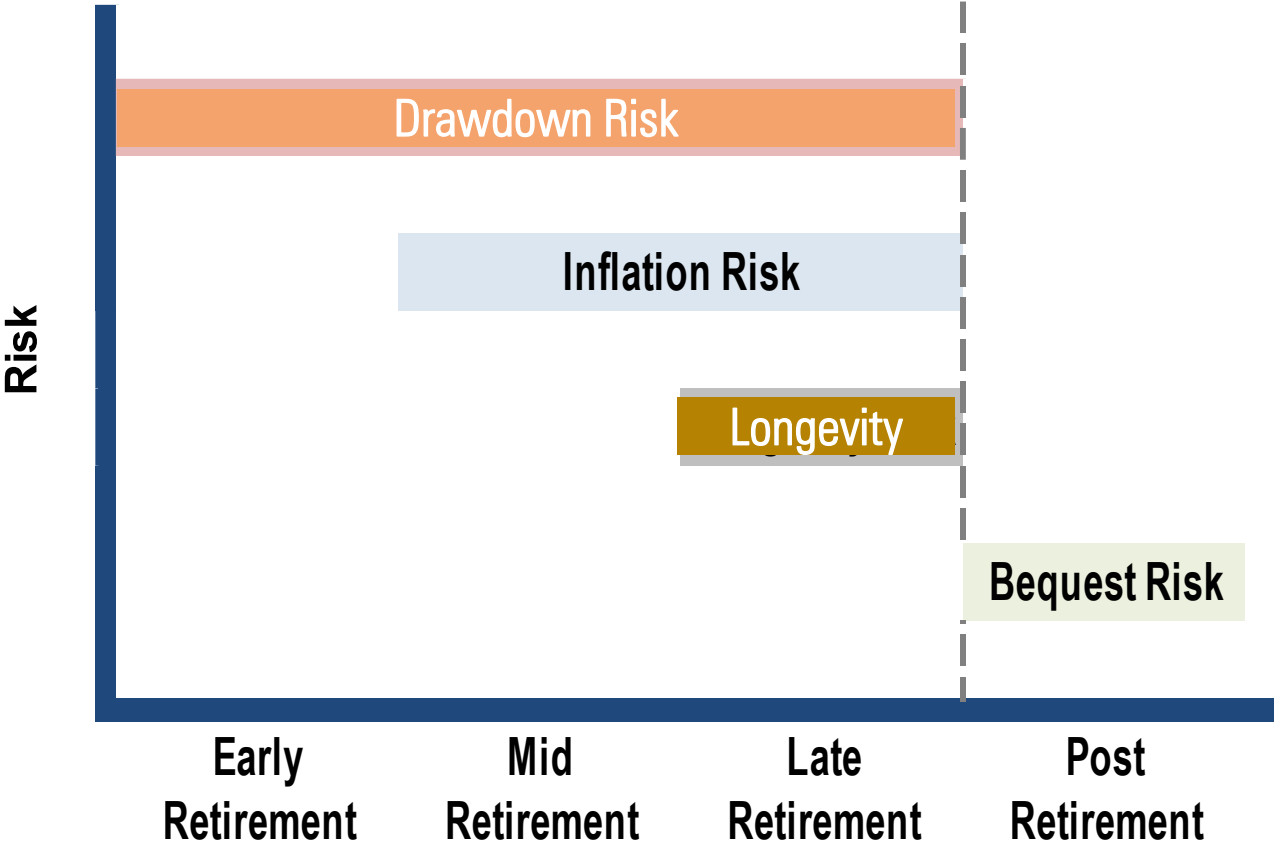 Drawdown Risk
Inflation Risk
Risk
Longevity
Bequest Risk
Early
Retirement
Mid
Retirement
Late
Retirement
Post
Retirement